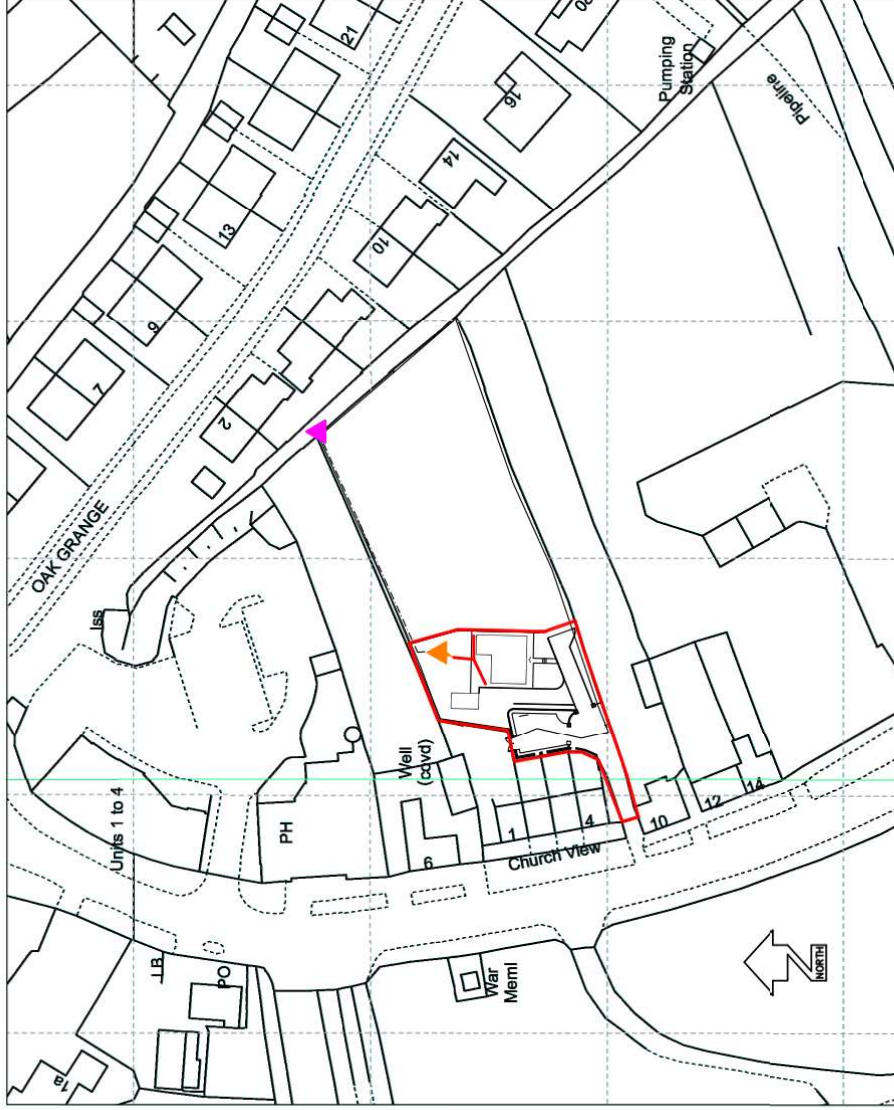 21
16
Pumping
Station
Pipeline
14
10
13
9
7
2
OAK GRANGE
Iss
Units 1 to 4
PH
Well
(covd)
6
1
4
Church View
10
12
14
LB
PO
War
Meml
NORTH
1a